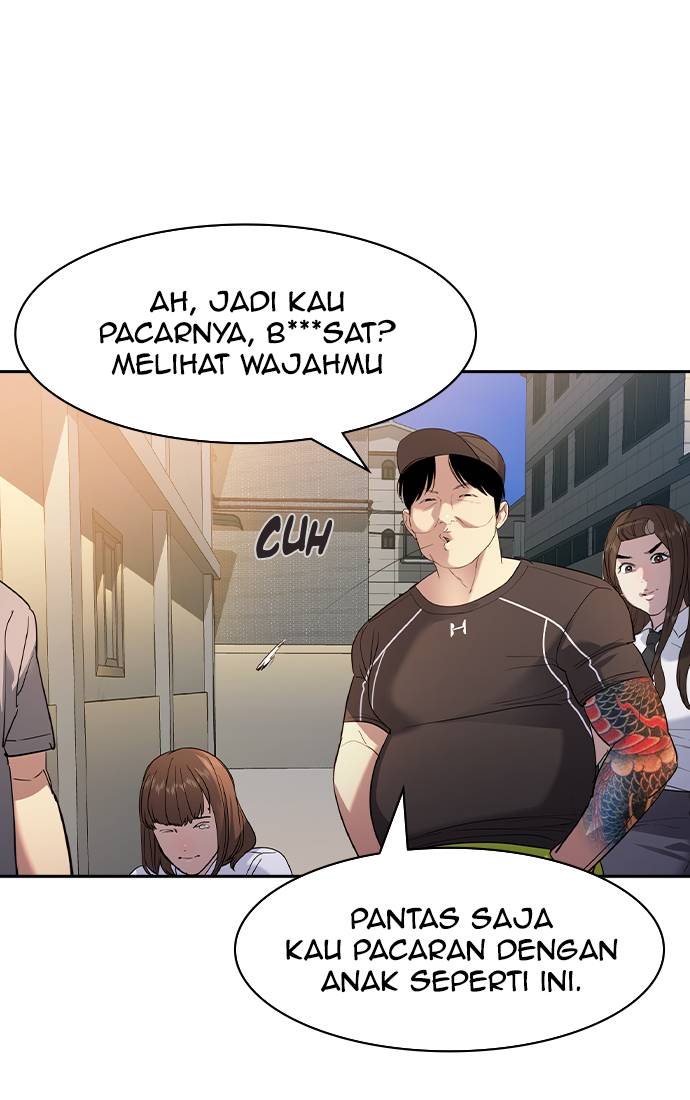 AH, JADI KAU
PACARNYA, B***SAT?
MELIHAT WAJAHMU
CUH
H
PANTAS SAJA
KAU PACARAN DENGAN
ANAK SEPERTI INI.